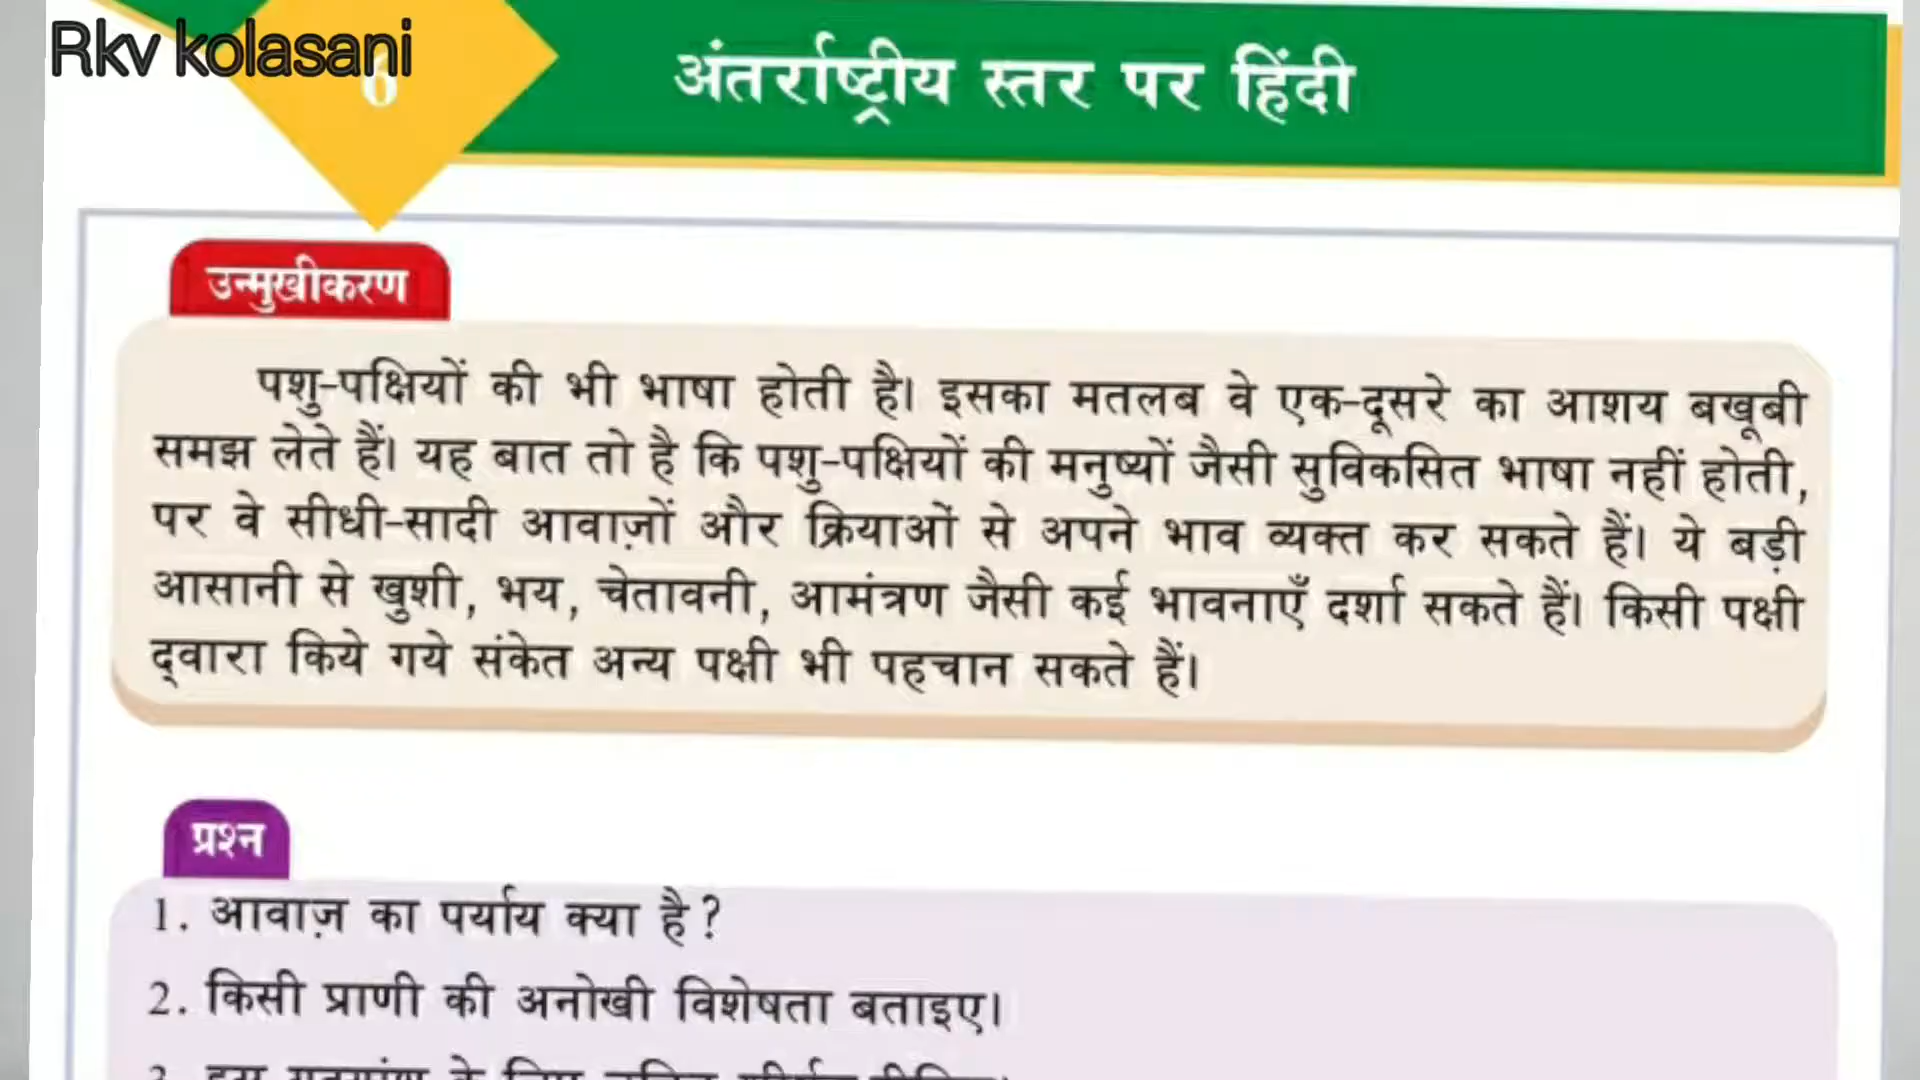 Rkv kolasani
6
अंतर्राष्ट्रीय स्तर पर हिंदी
उन्मुखीकरण
पशु-पक्षियों की भी भाषा होती है। इसका मतलब वे एक-दूसरे का आशय बखूबी
समझ लेते हैं। यह बात तो है कि पशु-पक्षियों की मनुष्यों जैसी सुविकसित भाषा नहीं होती,
पर वे सीधी-सादी आवाज़ों और क्रियाओं से अपने भाव व्यक्त कर सकते हैं। ये बड़ी
आसानी से खुशी, भय, चेतावनी, आमंत्रण जैसी कई भावनाएँ दर्शा सकते हैं। किसी पक्षी
द्वारा किये गये संकेत अन्य पक्षी भी पहचान सकते हैं।
प्रश्न
1. आवाज़ का पर्याय क्या है?
2. किसी प्राणी की अनोखी विशेषता बताइए।